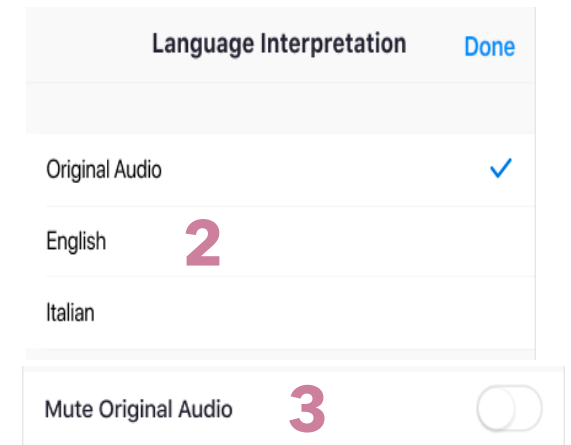 Language Interpretation Done
Original Audio
English 2
Italian
Mute Original Audio 3